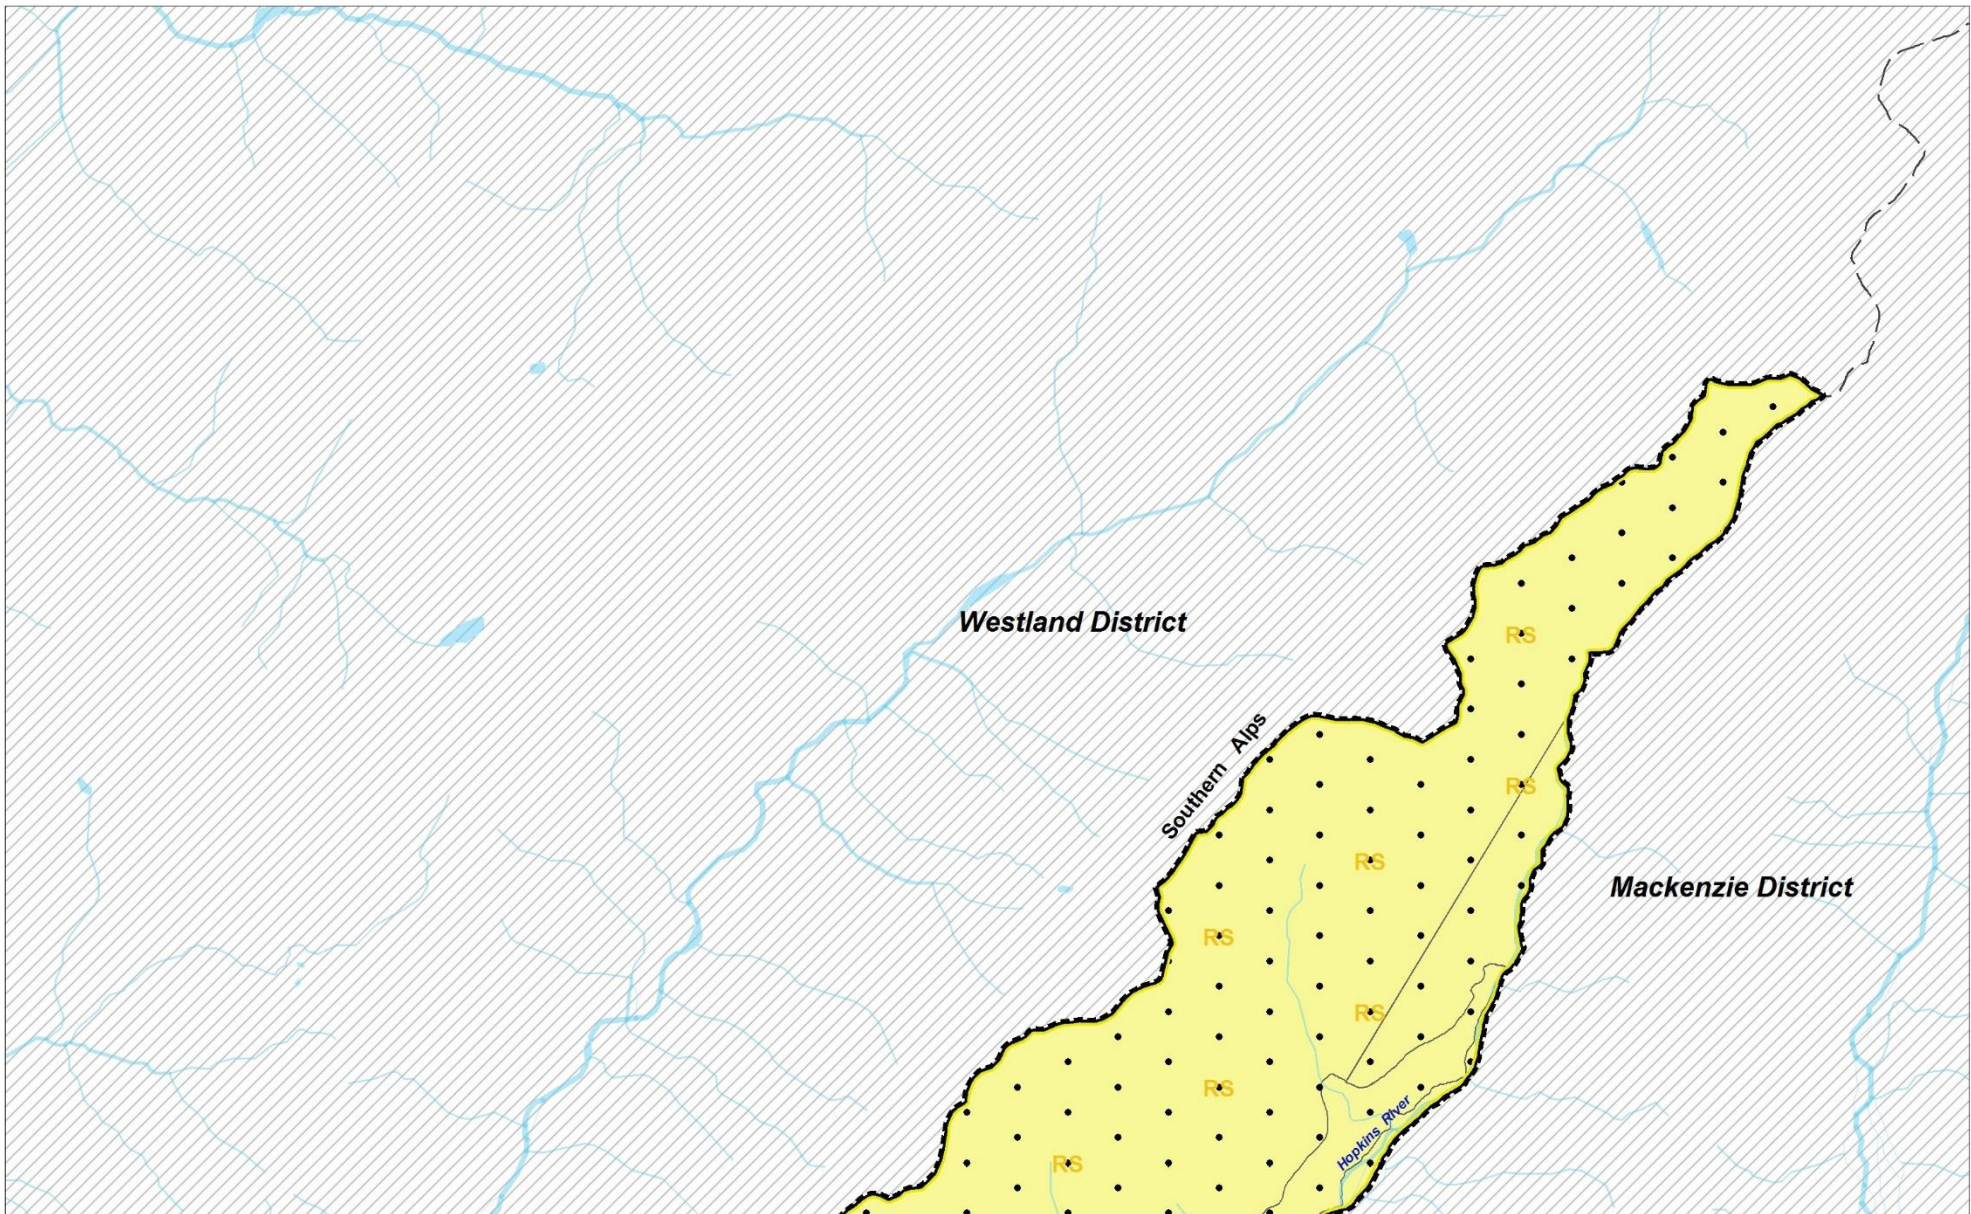 Westland District
RS
Southern Alps
RS
RS
Mackenzie District
RS
RS
RS
Hopkins River
RS